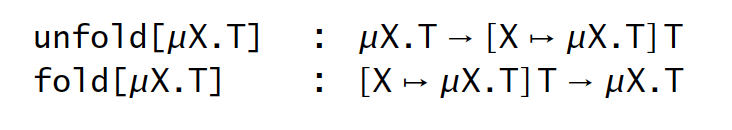 unfold[μX.T] : μX.T → [X ↦ μX.T]T
fold[μX.T] : [X ↦ μX.T]T → μX.T